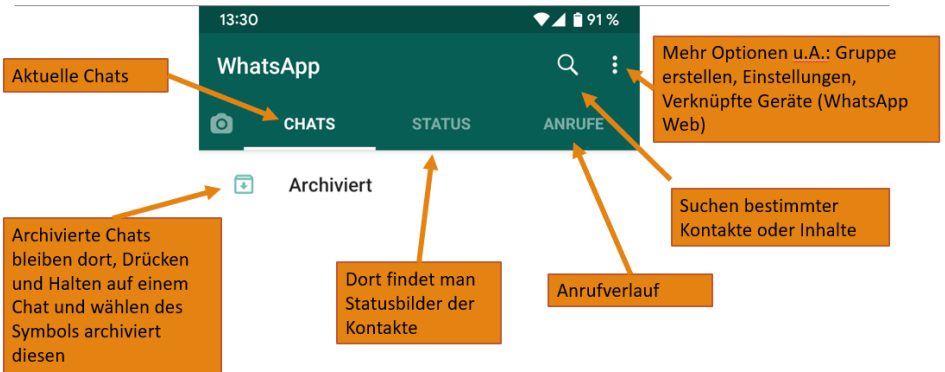 13:30
91 %
WhatsApp
CHATS
STATUS
ANRUFE
Archiviert
Aktuelle Chats
Mehr Optionen u.A.: Gruppe
erstellen, Einstellungen,
Verknüpfte Geräte (WhatsApp
Web)
Suchen bestimmter
Kontakte oder Inhalte
Archivierte Chats
bleiben dort, Drücken
und Halten auf einem
Chat und wählen des
Symbols archiviert
diesen
Dort findet man
Statusbilder der
Kontakte
Anrufverlauf